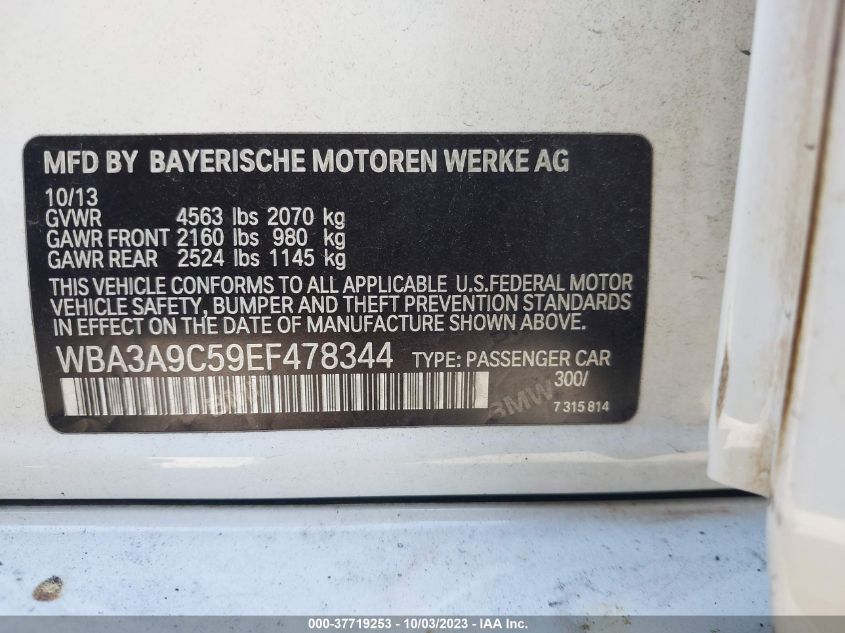 MFD BY BAYERISCHE MOTOREN WERKE AG
10/13
GVWR 4563 lbs 2070 kg
GAWR FRONT 2160 lbs 980 kg
GAWR REAR 2524 lbs 1145 kg
THIS VEHICLE CONFORMS TO ALL APPLICABLE U.S.FEDERAL MOTOR
VEHICLE SAFETY, BUMPER AND THEFT PREVENTION STANDARDS
IN EFFECT ON THE DATE OF MANUFACTURE SHOWN ABOVE.
WBA3A9C59EF478344 TYPE: PASSENGER CAR
300/
BMW BMW 7 315 814
000-37719253 - 10/03/2023 - IAA Inc.